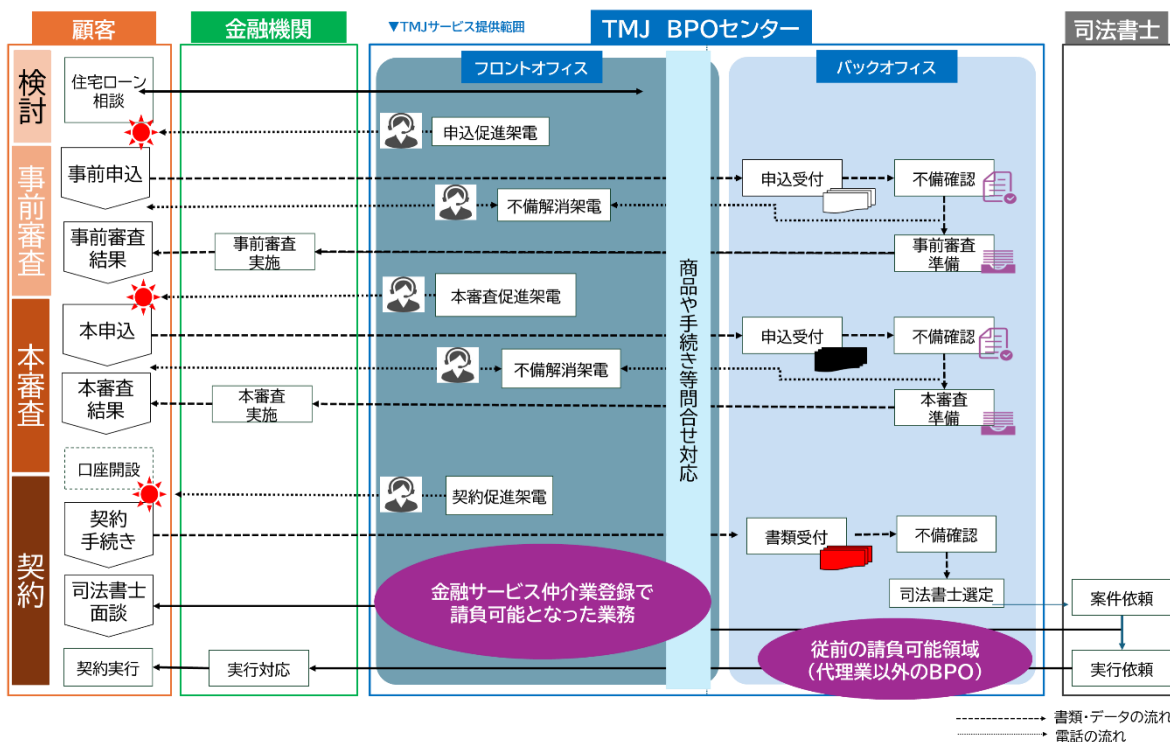 顧客
金融機関
▼TMJサービス提供範囲
TMJ BPOセンター
司法書士
フロントオフィス
バックオフィス
検討
住宅ローン
相談
申込促進架電
事前審査
事前申込
申込受付
不備確認
不備解消架電
事前審査
結果
事前審査
実施
事前審査
準備
商品や手続き等問合せ対応
本審査促進架電
本審査
本申込
申込受付
不備確認
不備解消架電
本審査
結果
本審査
実施
本審査
準備
契約
口座開設
契約促進架電
契約
手続き
書類受付
不備確認
金融サービス仲介業登録で
請負可能となった業務
司法書士
面談
司法書士選定
案件依頼
従前の請負可能領域
（代理業以外のBPO）
契約実行
実行対応
実行依頼
書類・データの流れ
電話の流れ